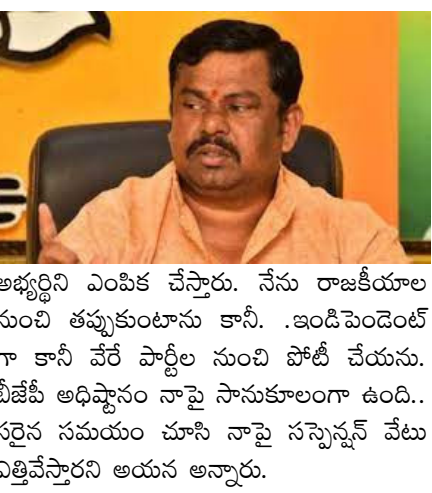 అభ్యర్థిని ఎంపిక చేస్తారు. నేను రాజకీయాల
నుంచి తప్పుకుంటాను కానీ. .ఇండిపెండెంట్
గా కానీ వేరే పార్టీల నుంచి పోటీ చేయను.
బీజేపీ అధిష్టానం నాపై సానుకూలంగా ఉంది..
సరైన సమయం చూసి నాపై సస్పెన్షన్ వేటు
ఎత్తివేస్తారని అయన అన్నారు.